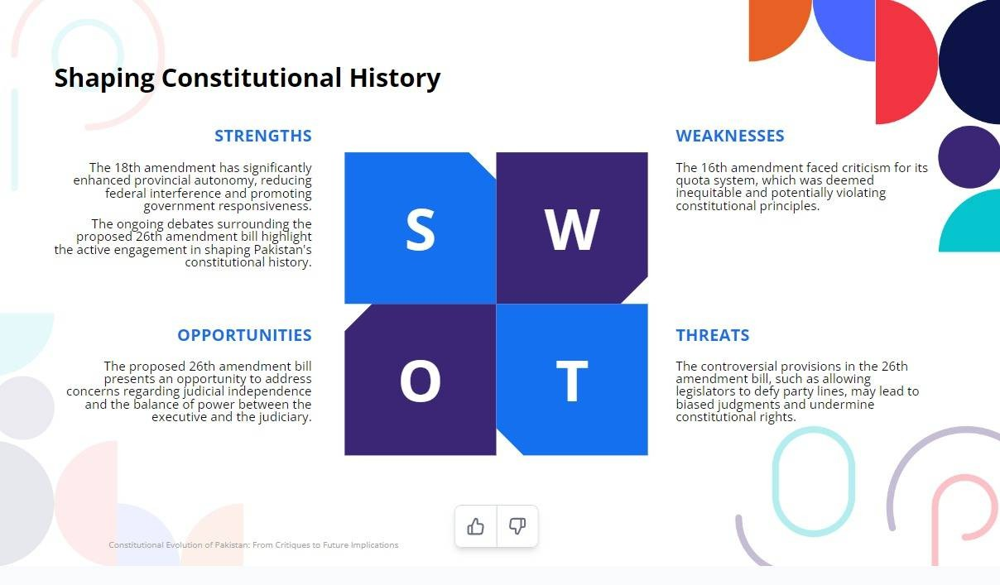 Shaping Constitutional History
STRENGTHS
The 18th amendment has significantly
enhanced provincial autonomy, reducing
federal interference and promoting
government responsiveness.
The ongoing debates surrounding the
proposed 26th amendment bill highlight
the active engagement in shaping Pakistan's
constitutional history.
WEAKNESSES
The 16th amendment faced criticism for its
quota system, which was deemed
inequitable and potentially violating
constitutional principles.
S
W
O
T
OPPORTUNITIES
The proposed 26th amendment bill
presents an opportunity to address
concerns regarding judicial independence
and the balance of power between the
executive and the judiciary.
THREATS
The controversial provisions in the 26th
amendment bill, such as allowing
legislators to defy party lines, may lead to
biased judgments and undermine
constitutional rights.
Constitutional Evolution of Pakistan: From Critiques to Future Implications